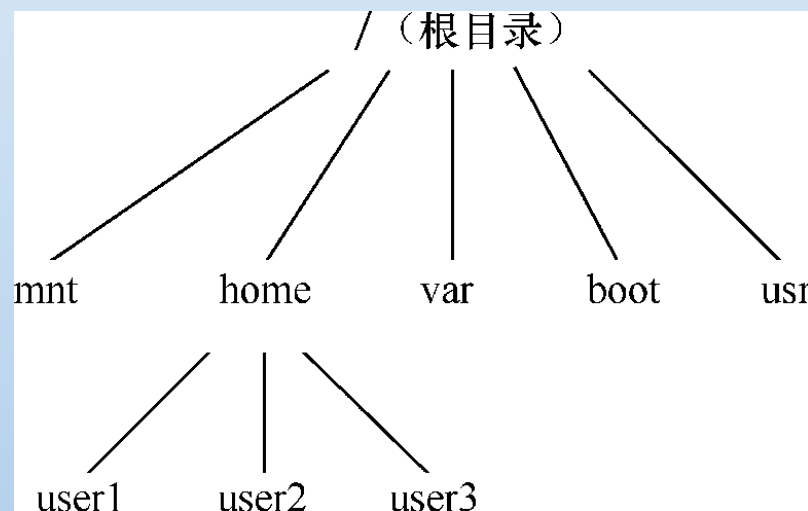 /（根目录）
mnt home var boot usr
user1 user2 user3